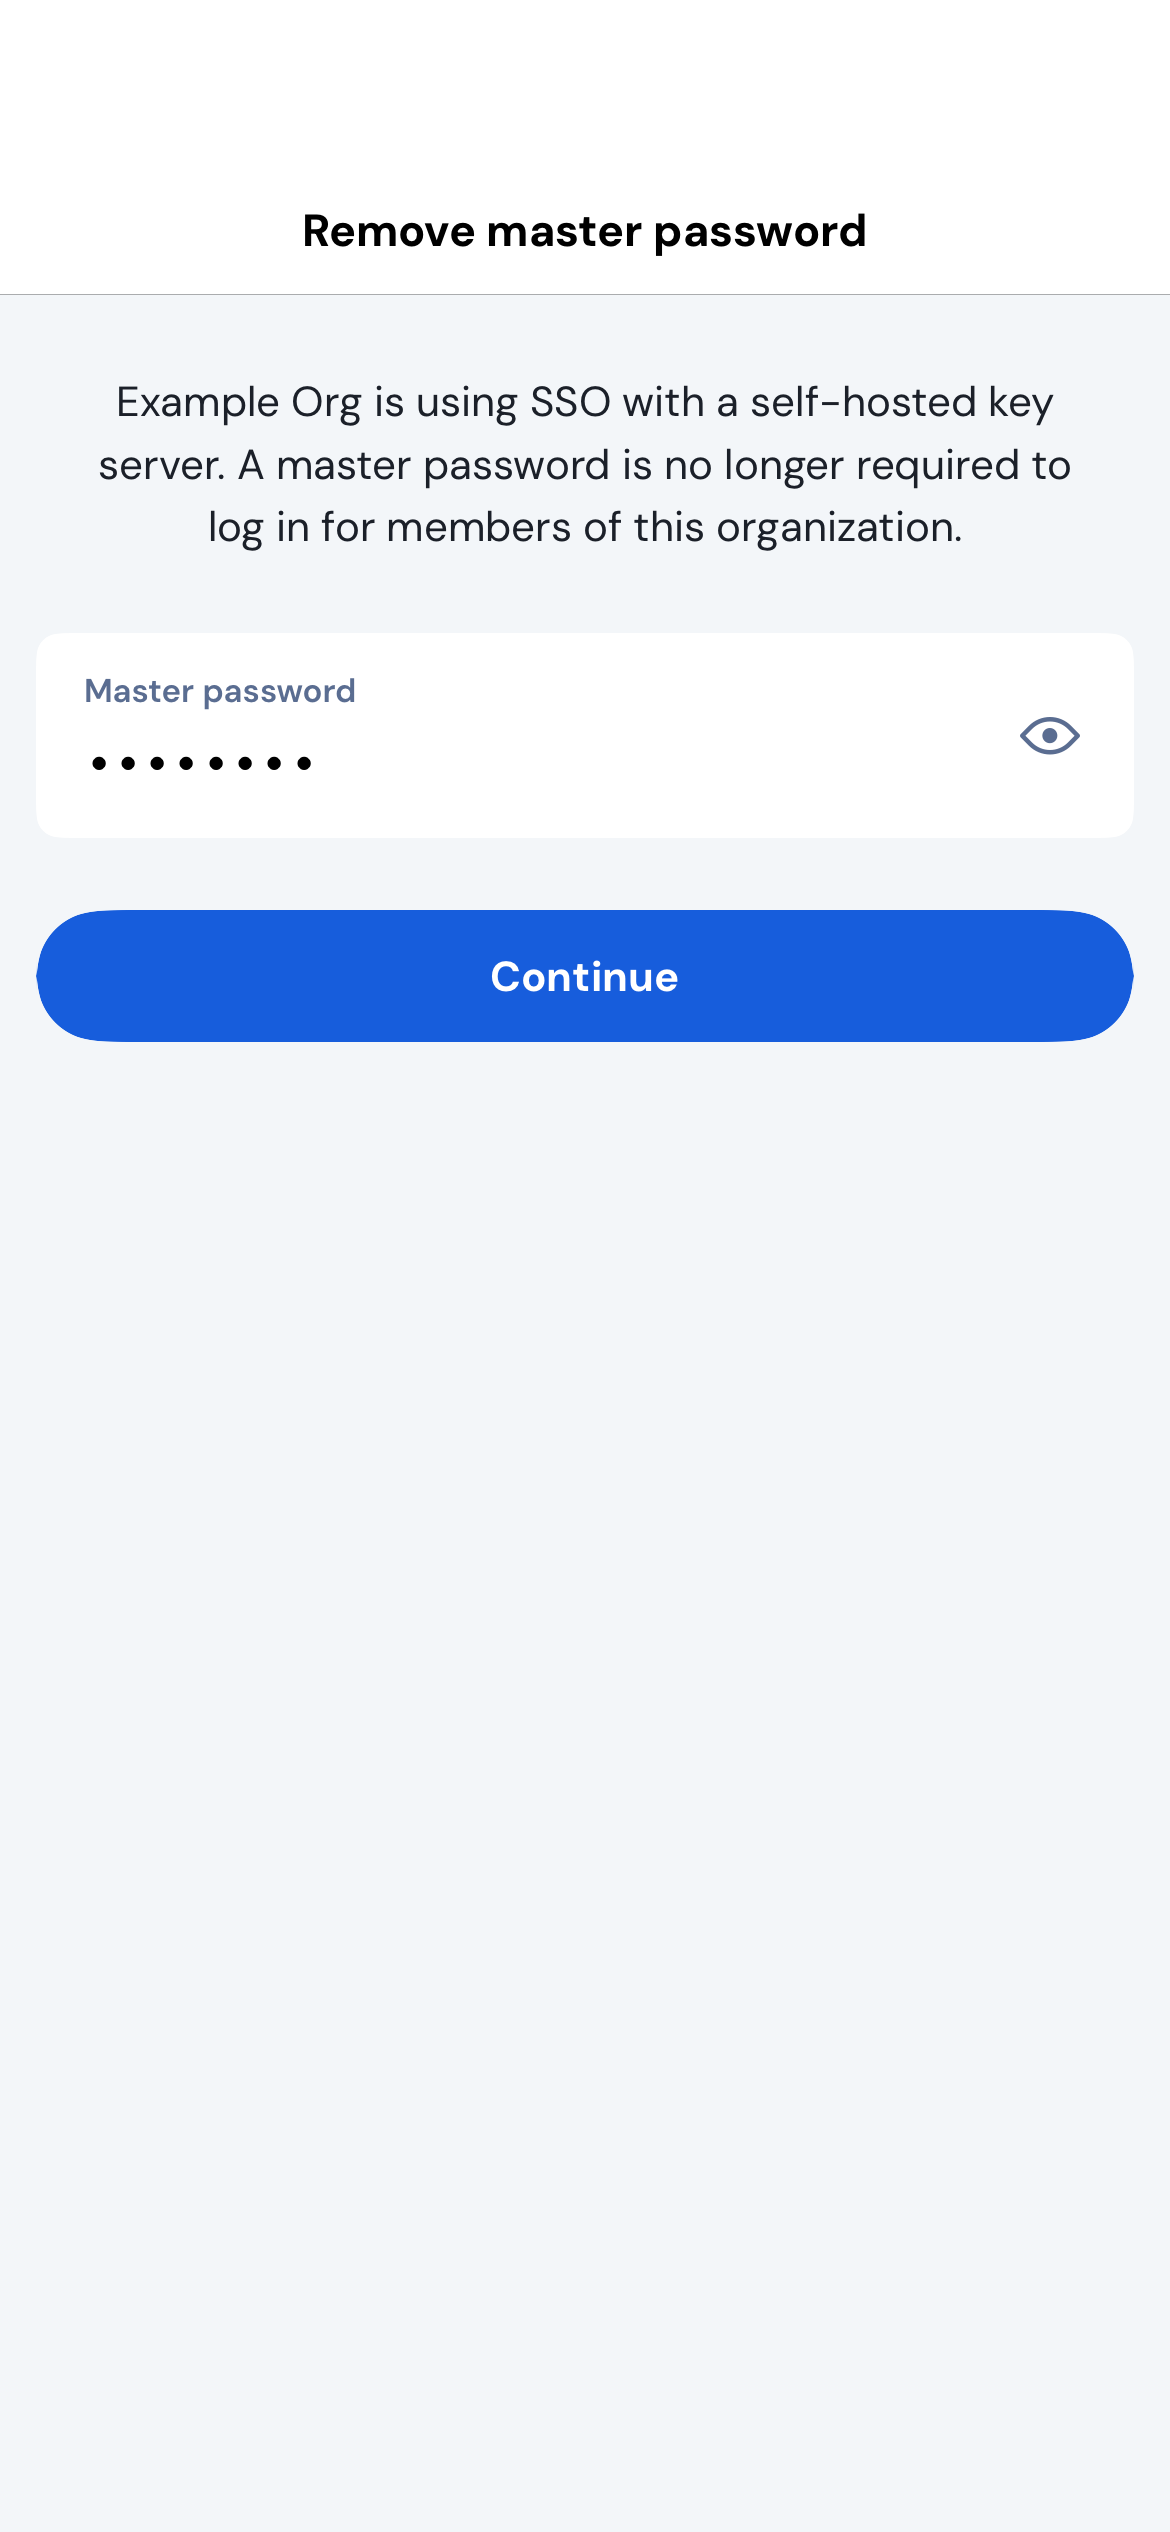 Remove master password
Example Org is using SSO with a self-hosted key
server. A master password is no longer required to
log in for members of this organization.
Master password
••••••••
Continue